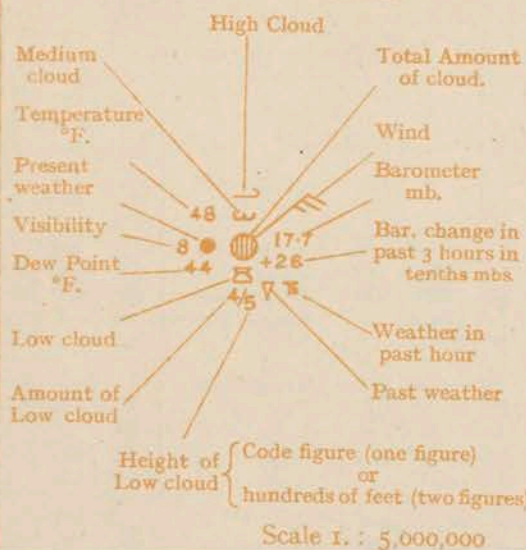 High Cloud
Medium
cloud
Total Amount
of cloud.
Temperature
°F.
Wind
Present
weather
Barometer
mb.
48
Visibility
8
17·7
Bar. change in
past 3 hours in
tenths mbs.
+26
Dew Point
°F.
44
4/5
Low cloud
Weather in
past hour
Amount of
Low cloud
Past weather
Height of
Low cloud
Code figure (one figure)
or
hundreds of feet (two figures)
Scale 1. : 5,000,000